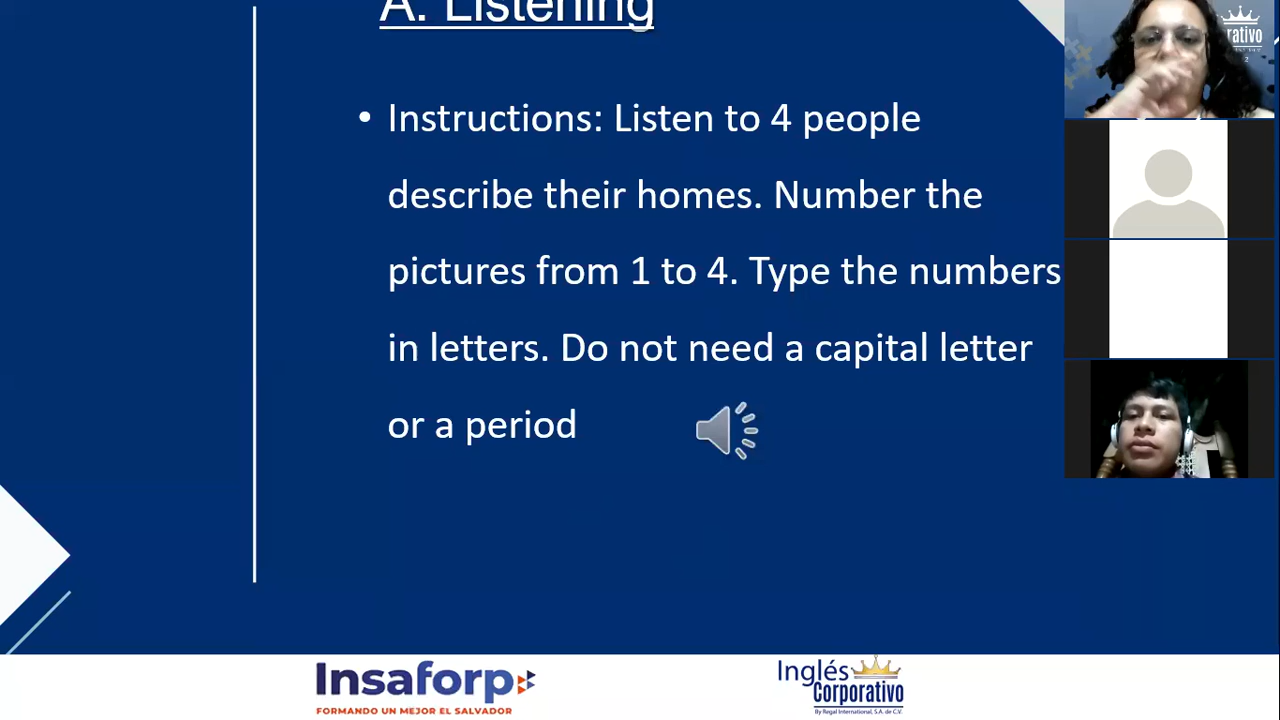 A. Listening
• Instructions: Listen to 4 people
describe their homes. Number the
pictures from 1 to 4. Type the numbers
in letters. Do not need a capital letter
or a period
rativo
2
Insaforp
FORMANDO UN MEJOR EL SALVADOR
Inglés
Corporativo
By Regal International, S.A. de C.V.